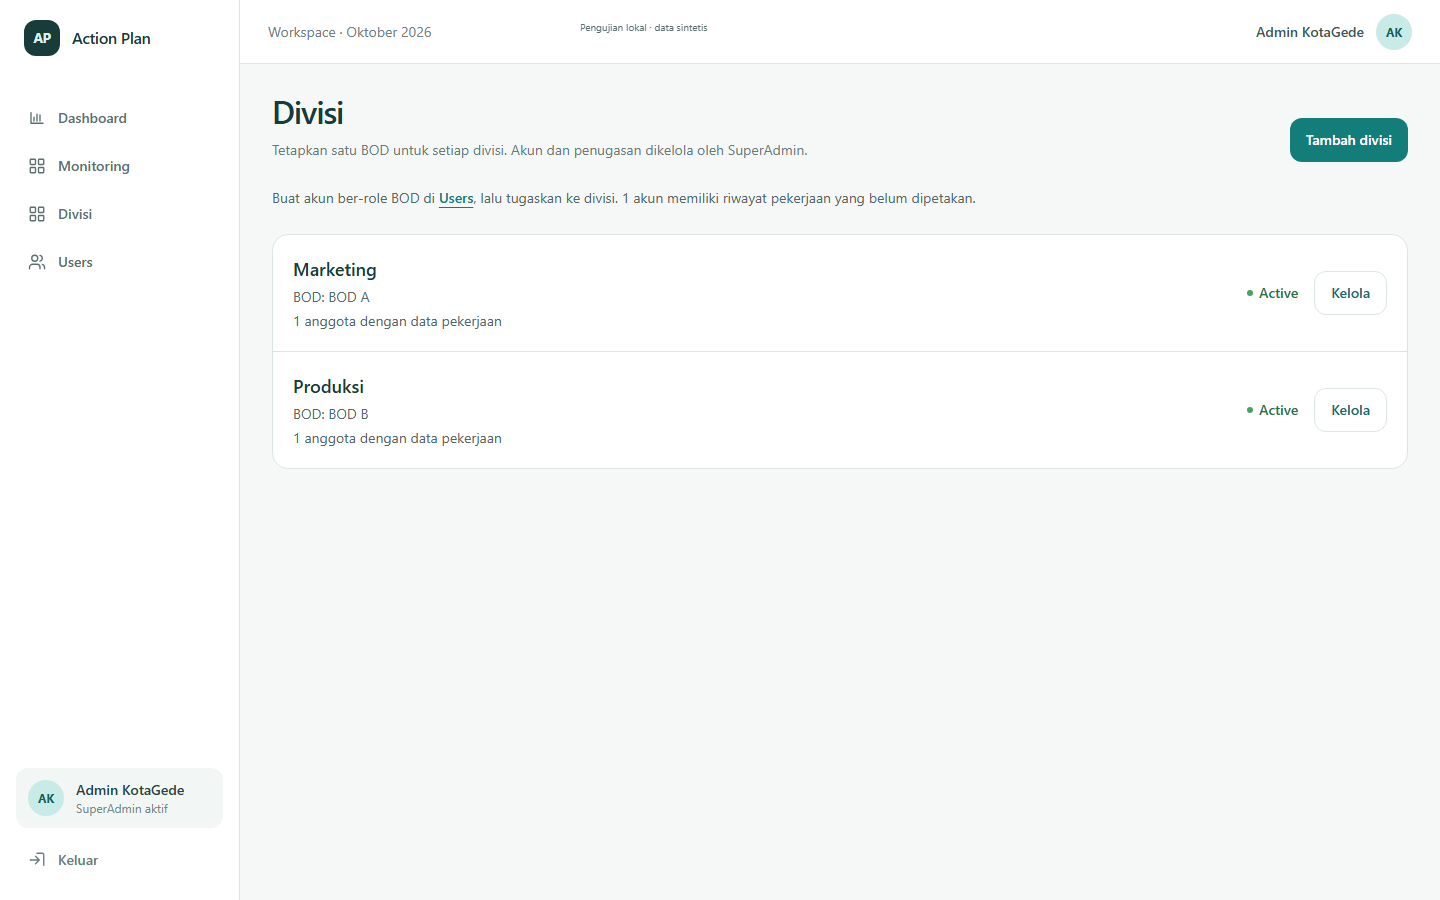 AP Action Plan
Dashboard
Monitoring
Divisi
Users
Admin KotaGede
AK
SuperAdmin aktif
Keluar
Workspace · Oktober 2026
Pengujian lokal · data sintetis
Admin KotaGede AK
Divisi
Tetapkan satu BOD untuk setiap divisi. Akun dan penugasan dikelola oleh SuperAdmin.
Tambah divisi
Buat akun ber-role BOD di Users, lalu tugaskan ke divisi. 1 akun memiliki riwayat pekerjaan yang belum dipetakan.
Marketing
BOD: BOD A
1 anggota dengan data pekerjaan
Active
Kelola
Produksi
BOD: BOD B
1 anggota dengan data pekerjaan
Active
Kelola